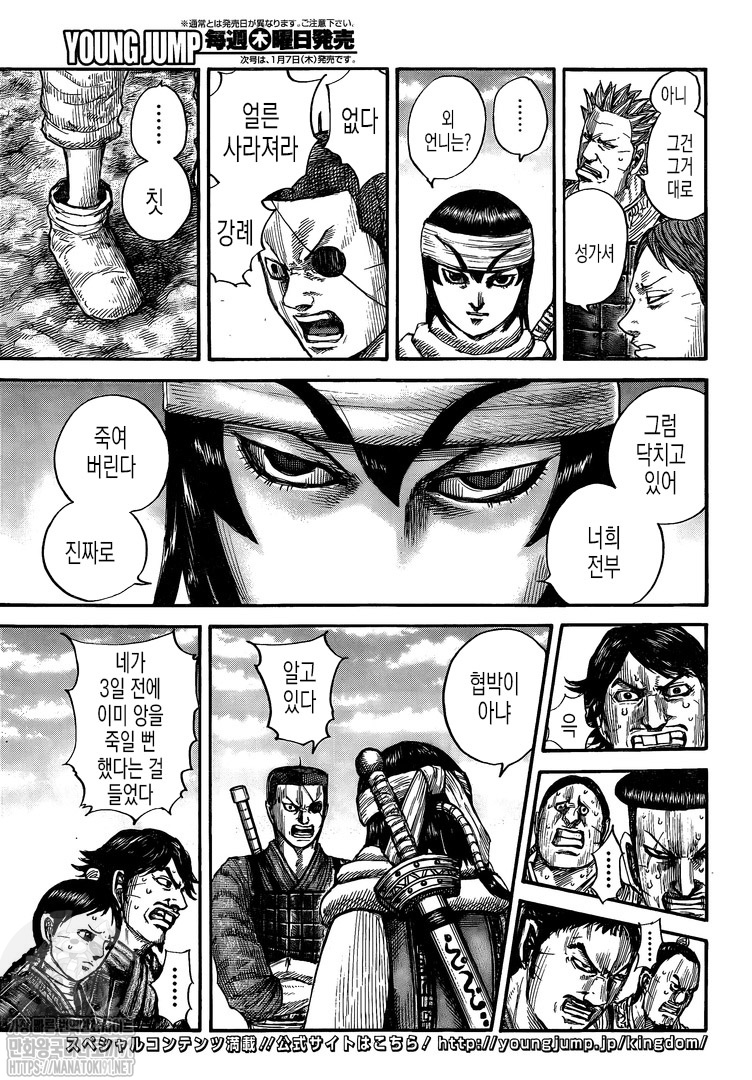 ※通常とは発売日が異なります。ご注意下さい。
YOUNG JUMP 毎週木曜日発売
次号は、1月7日(木)発売です。
아니
그건
그거
대로
성가셔
……
외
언니는?
없다
얼른
사라져라
강례
……
칫
그럼
닥치고
있어
너희
전부
죽여
버린다
진짜로
윽
……
협박이
아냐
알고
있다
네가
3일 전에
이미 앙을
죽일 뻔
했다는 걸
들었다
……
スペシャルコンテンツ満載!!公式サイトはこちら! http://youngjump.jp/kingdom/
HTTPS://MANATOKI91.NET